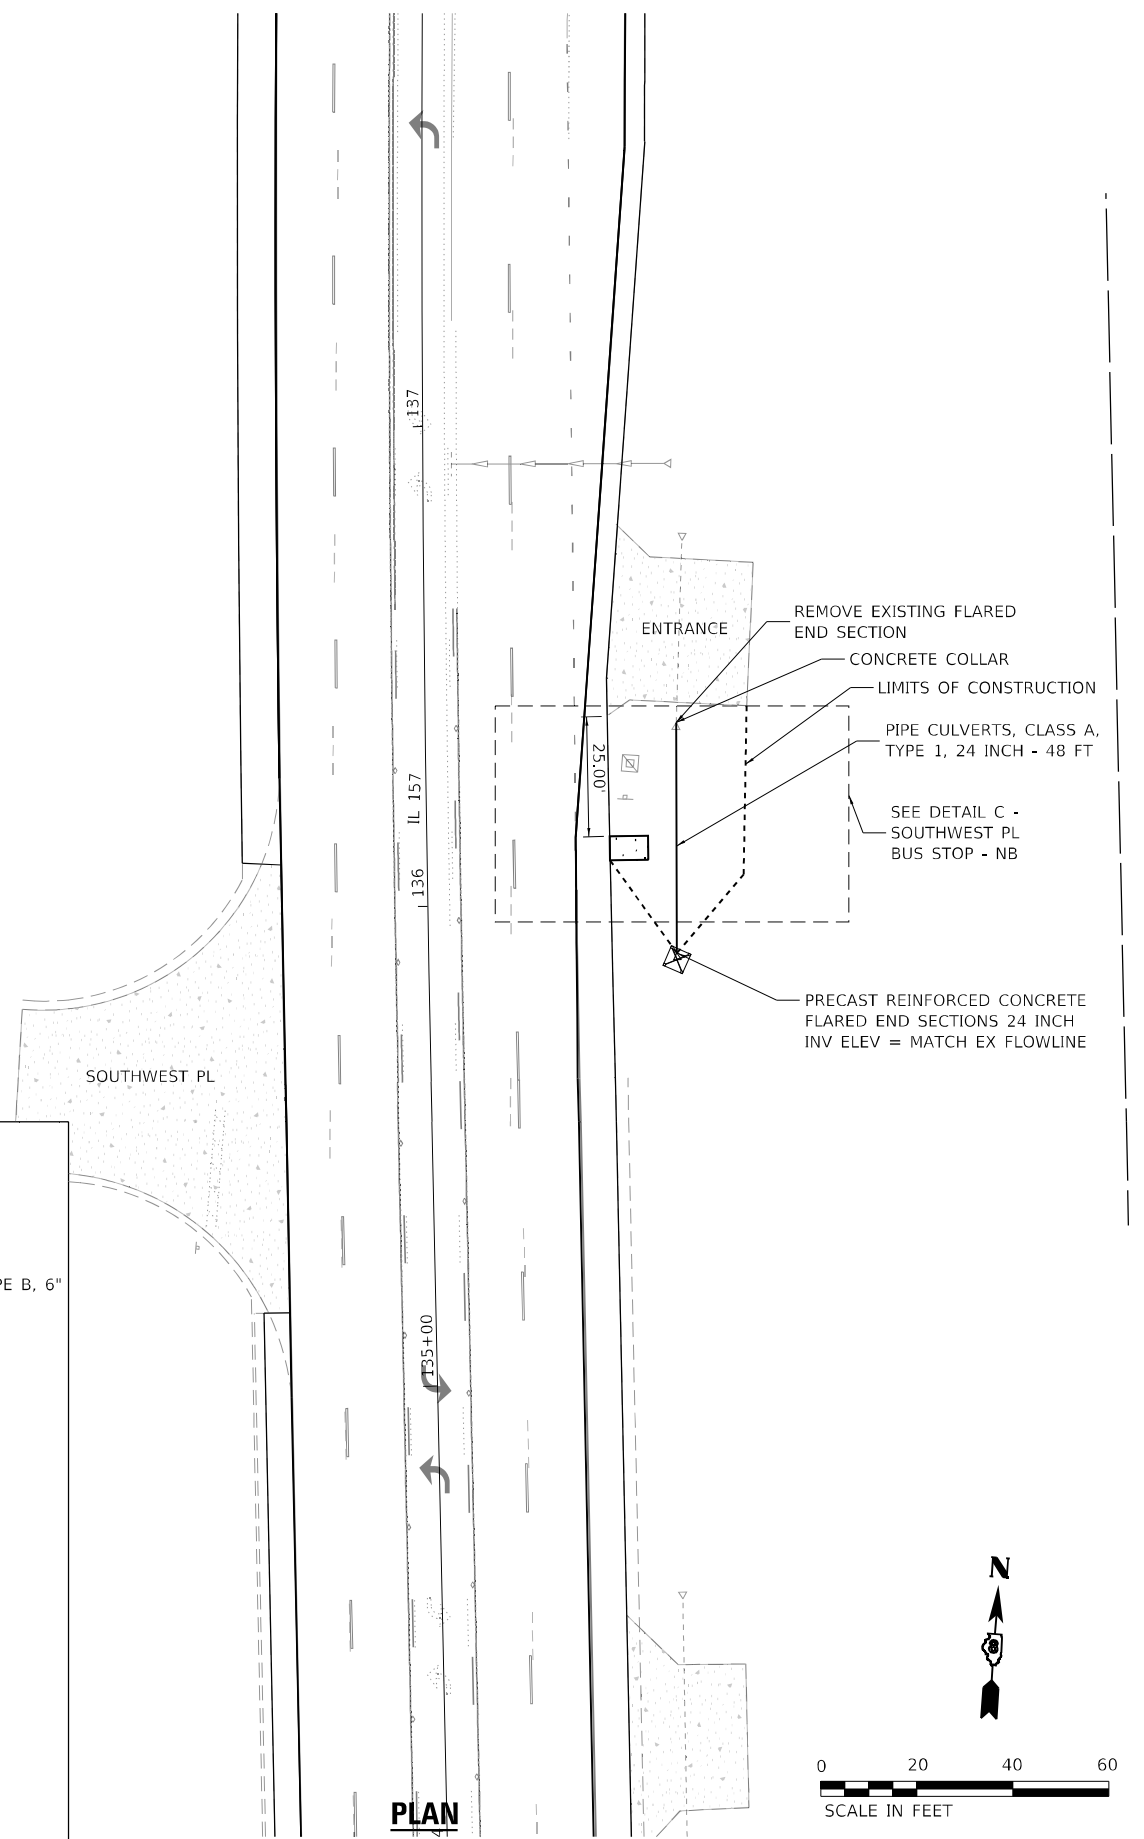 137
ENTRANCE
REMOVE EXISTING FLARED
END SECTION
CONCRETE COLLAR
LIMITS OF CONSTRUCTION
PIPE CULVERTS, CLASS A,
TYPE 1, 24 INCH - 48 FT
25.00'
IL 157
SEE DETAIL C -
SOUTHWEST PL
BUS STOP - NB
136
PRECAST REINFORCED CONCRETE
FLARED END SECTIONS 24 INCH
INV ELEV = MATCH EX FLOWLINE
SOUTHWEST PL
PE B, 6"
135+00
N
8
0 20 40 60
SCALE IN FEET
PLAN